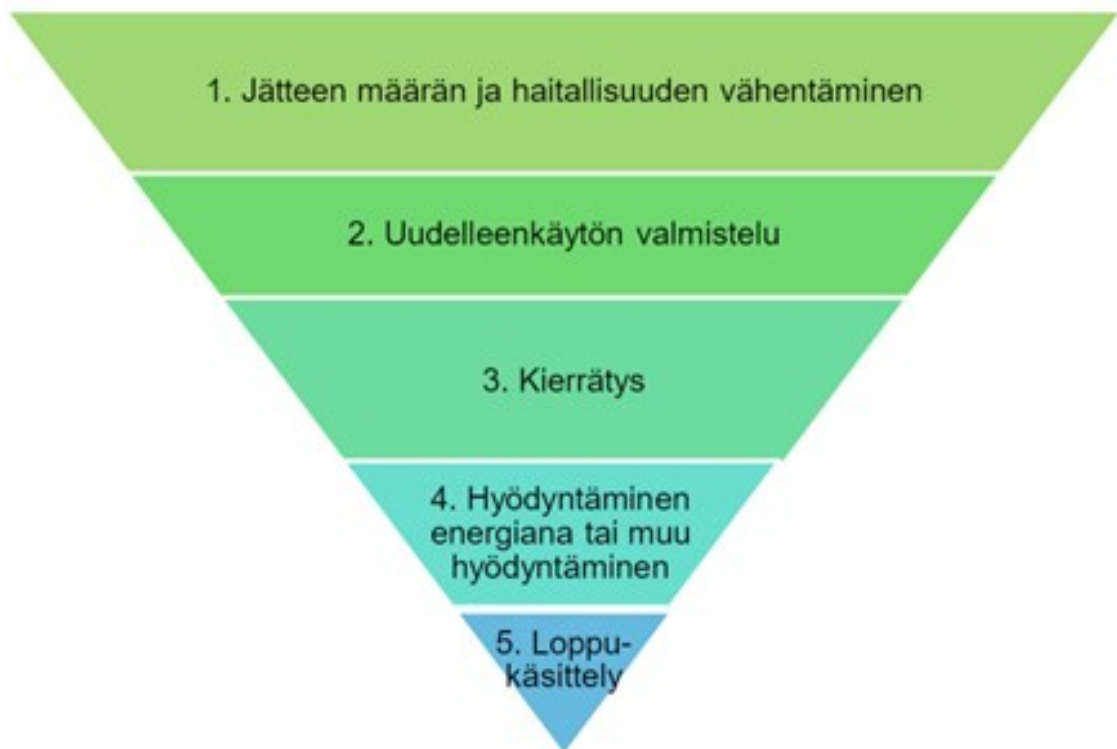 1. Jätteen määrän ja haitallisuuden vähentäminen
2. Uudelleenkäytön valmistelu
3. Kierrätys
4. Hyödyntäminen
energiana tai muu
hyödyntäminen
5. Loppu-
käsittely